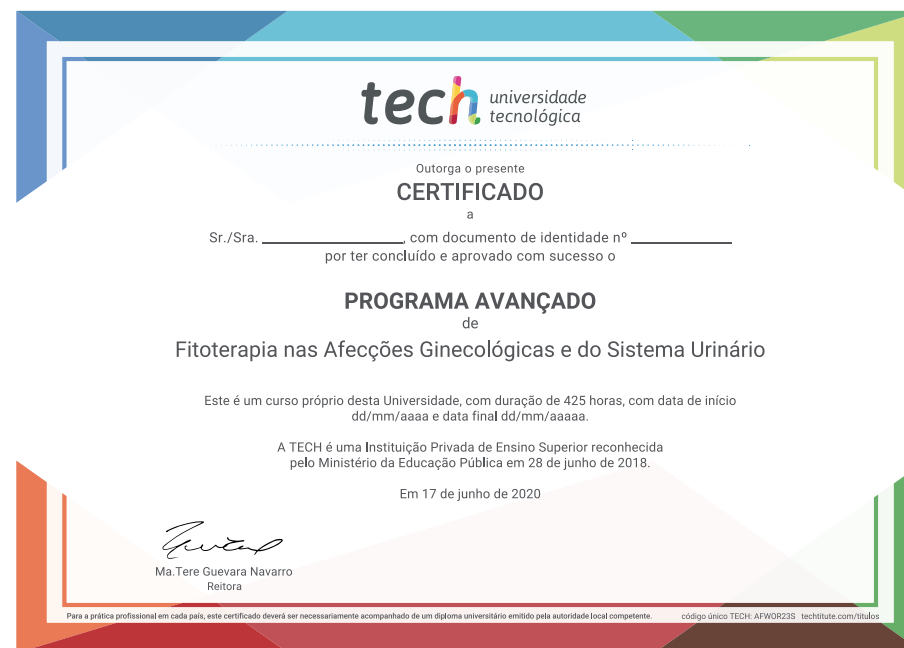 tech universidade
tecnológica
Outorga o presente
CERTIFICADO
a
Sr./Sra. ____________________, com documento de identidade nº ______________
por ter concluído e aprovado com sucesso o
PROGRAMA AVANÇADO
de
Fitoterapia nas Afecções Ginecológicas e do Sistema Urinário
Este é um curso próprio desta Universidade, com duração de 425 horas, com data de início
dd/mm/aaaa e data final dd/mm/aaaaa.
A TECH é uma Instituição Privada de Ensino Superior reconhecida
pelo Ministério da Educação Pública em 28 de junho de 2018.
Em 17 de junho de 2020
Ma.Tere Guevara Navarro
Reitora
Para a prática profissional em cada país, este certificado deverá ser necessariamente acompanhado de um diploma universitário emitido pela autoridade local competente. código único TECH: AFWOR23S techtitute.com/titulos